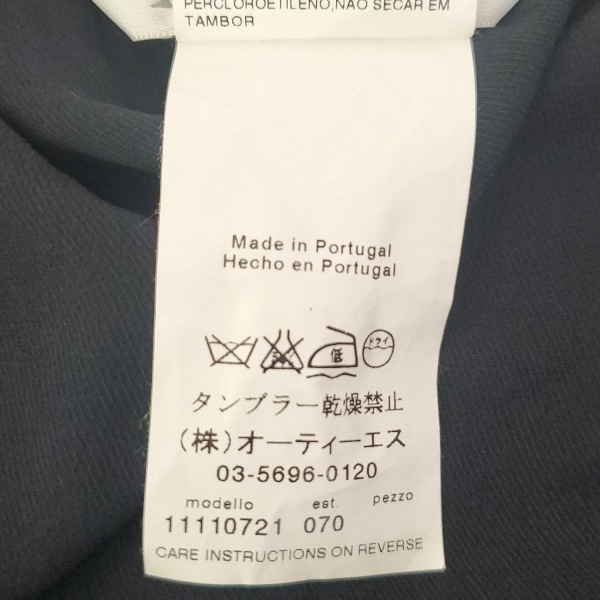 PERCLOROETILENO,NÃO SECAR EM
TAMBOR
Made in Portugal
Hecho en Portugal
低 ドライ
タンブラー乾燥禁止
(株)オーティーエス
03-5696-0120
modello est. pezzo
11110721 070
CARE INSTRUCTIONS ON REVERSE